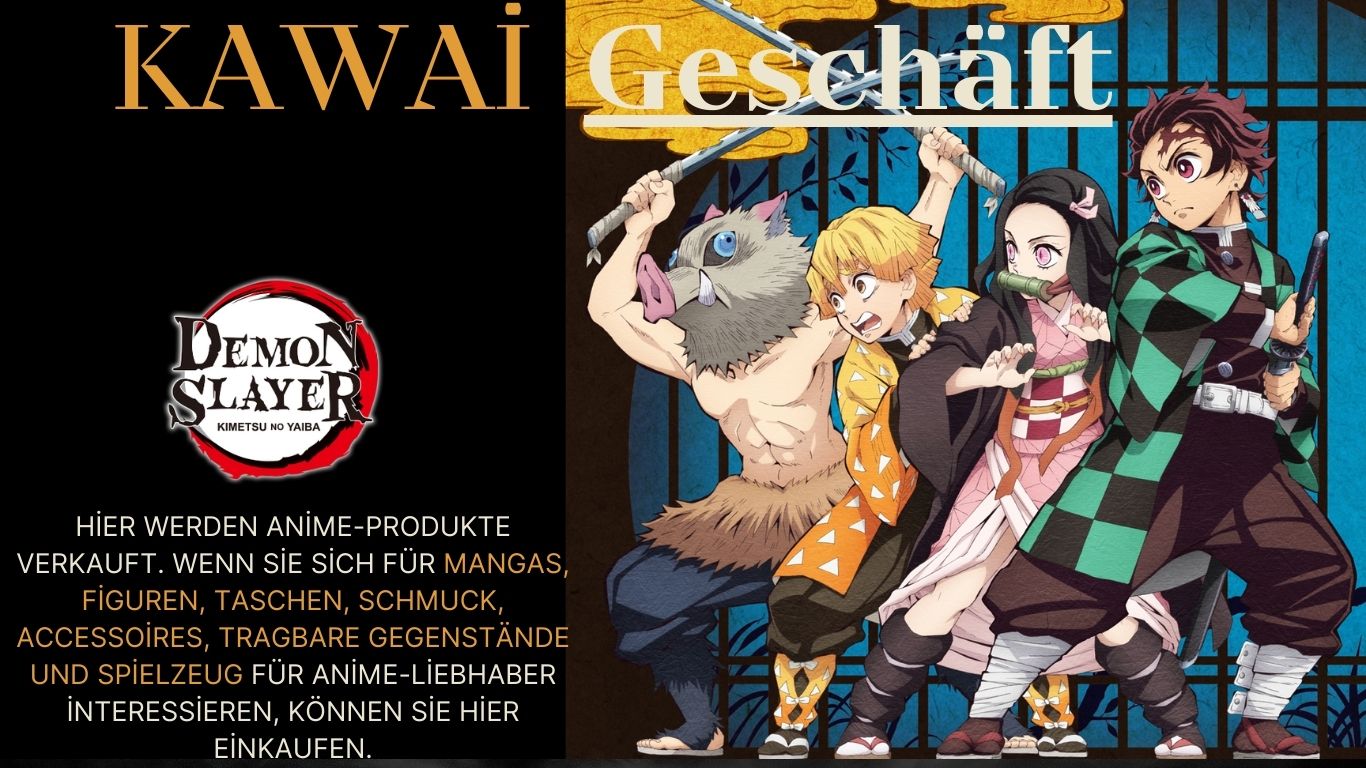 KAWAİ Geschäft
DEMON
SLAYER
KIMETSU NO YAIBA
HİER WERDEN ANİME-PRODUKTE
VERKAUFT. WENN SİE SİCH FÜR MANGAS,
FİGUREN, TASCHEN, SCHMUCK,
ACCESSOİRES, TRAGBARE GEGENSTÄNDE
UND SPİELZEUG FÜR ANİME-LİEBHABER
İNTERESSİEREN, KÖNNEN SİE HİER
EİNKAUFEN.